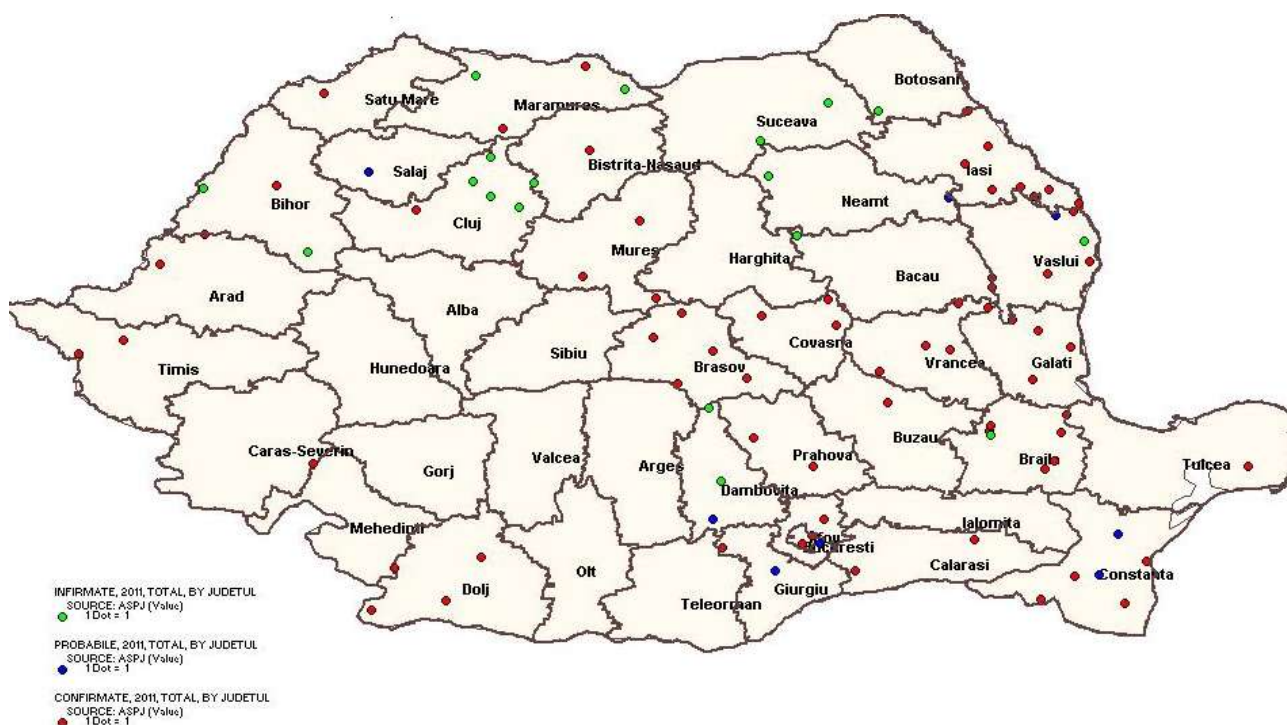 Botosani
Satu Mare
Maramures
Suceava
Iasi
Bistrita-Nasaud
Salaj
Neamt
Bihor
Cluj
Mures
Harghita
Vaslui
Bacau
Arad
Alba
Sibiu
Covasna
Timis
Hunedoara
Brasov
Vrancea
Galati
Caras-Severin
Gorj
Valcea
Arges
Prahova
Buzau
Braila
Tulcea
Dambovita
Mehedinti
Ialomita
Bucuresti
Calarasi
Constanta
Dolj
Olt
Teleorman
Giurgiu
INFIRMATE, 2011, TOTAL, BY JUDETUL
SOURCE: ASPJ (Value)
1 Dot = 1
PROBABILE, 2011, TOTAL, BY JUDETUL
SOURCE: ASPJ (Value)
1 Dot = 1
CONFIRMATE, 2011, TOTAL, BY JUDETUL
SOURCE: ASPJ (Value)
1 Dot = 1